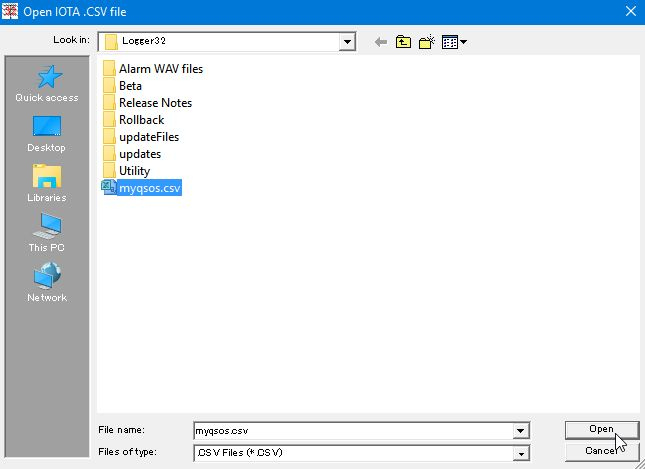 Open IOTA .CSV file
Look in:
Logger32
Quick access
Desktop
Libraries
This PC
Network
Alarm WAV files
Beta
Release Notes
Rollback
updateFiles
updates
Utility
myqsos.csv
File name:
myqsos.csv
Open
Files of type:
.CSV Files (*.CSV)
Cancel